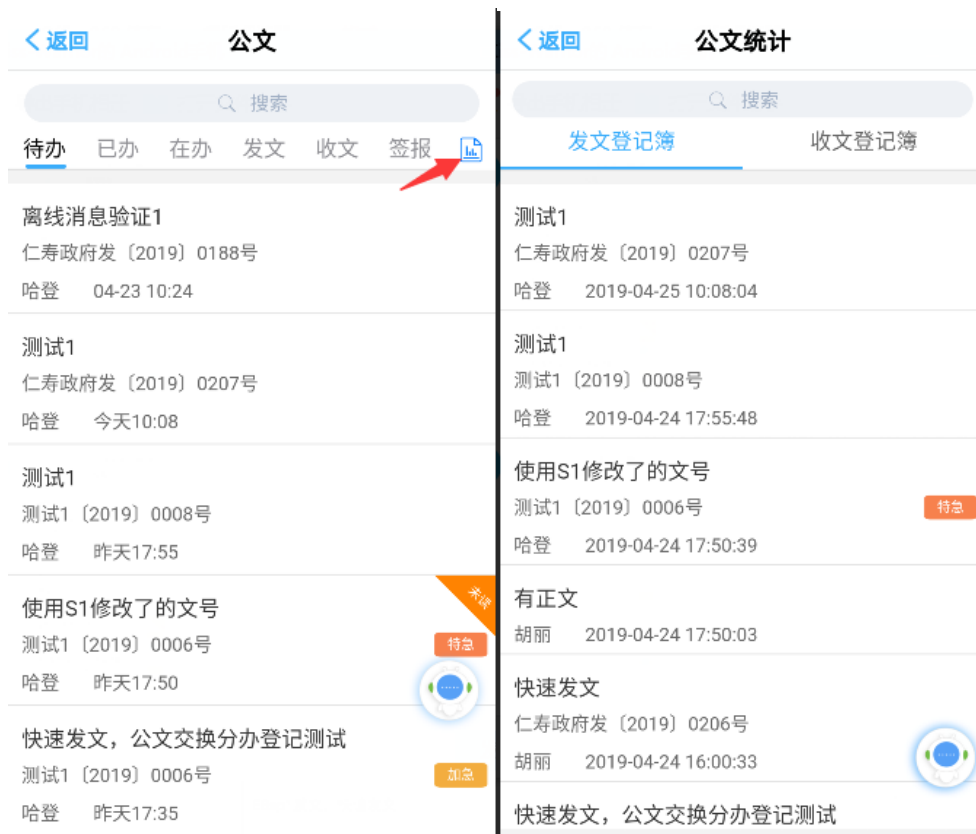 返回
公文
搜索
待办 已办 在办 发文 收文 签报
离线消息验证1
仁寿政府发〔2019〕0188号
哈登 04-23 10:24
测试1
仁寿政府发〔2019〕0207号
哈登 今天10:08
测试1
测试1〔2019〕0008号
哈登 昨天17:55
未读
使用S1修改了的文号
测试1〔2019〕0006号
特急
哈登 昨天17:50
快速发文，公文交换分办登记测试
测试1〔2019〕0006号
加急
哈登 昨天17:35
返回
公文统计
搜索
发文登记簿 收文登记簿
测试1
仁寿政府发〔2019〕0207号
哈登 2019-04-25 10:08:04
测试1
测试1〔2019〕0008号
哈登 2019-04-24 17:55:48
使用S1修改了的文号
测试1〔2019〕0006号
特急
哈登 2019-04-24 17:50:39
有正文
胡丽 2019-04-24 17:50:03
快速发文
仁寿政府发〔2019〕0206号
胡丽 2019-04-24 16:00:33
快速发文，公文交换分办登记测试